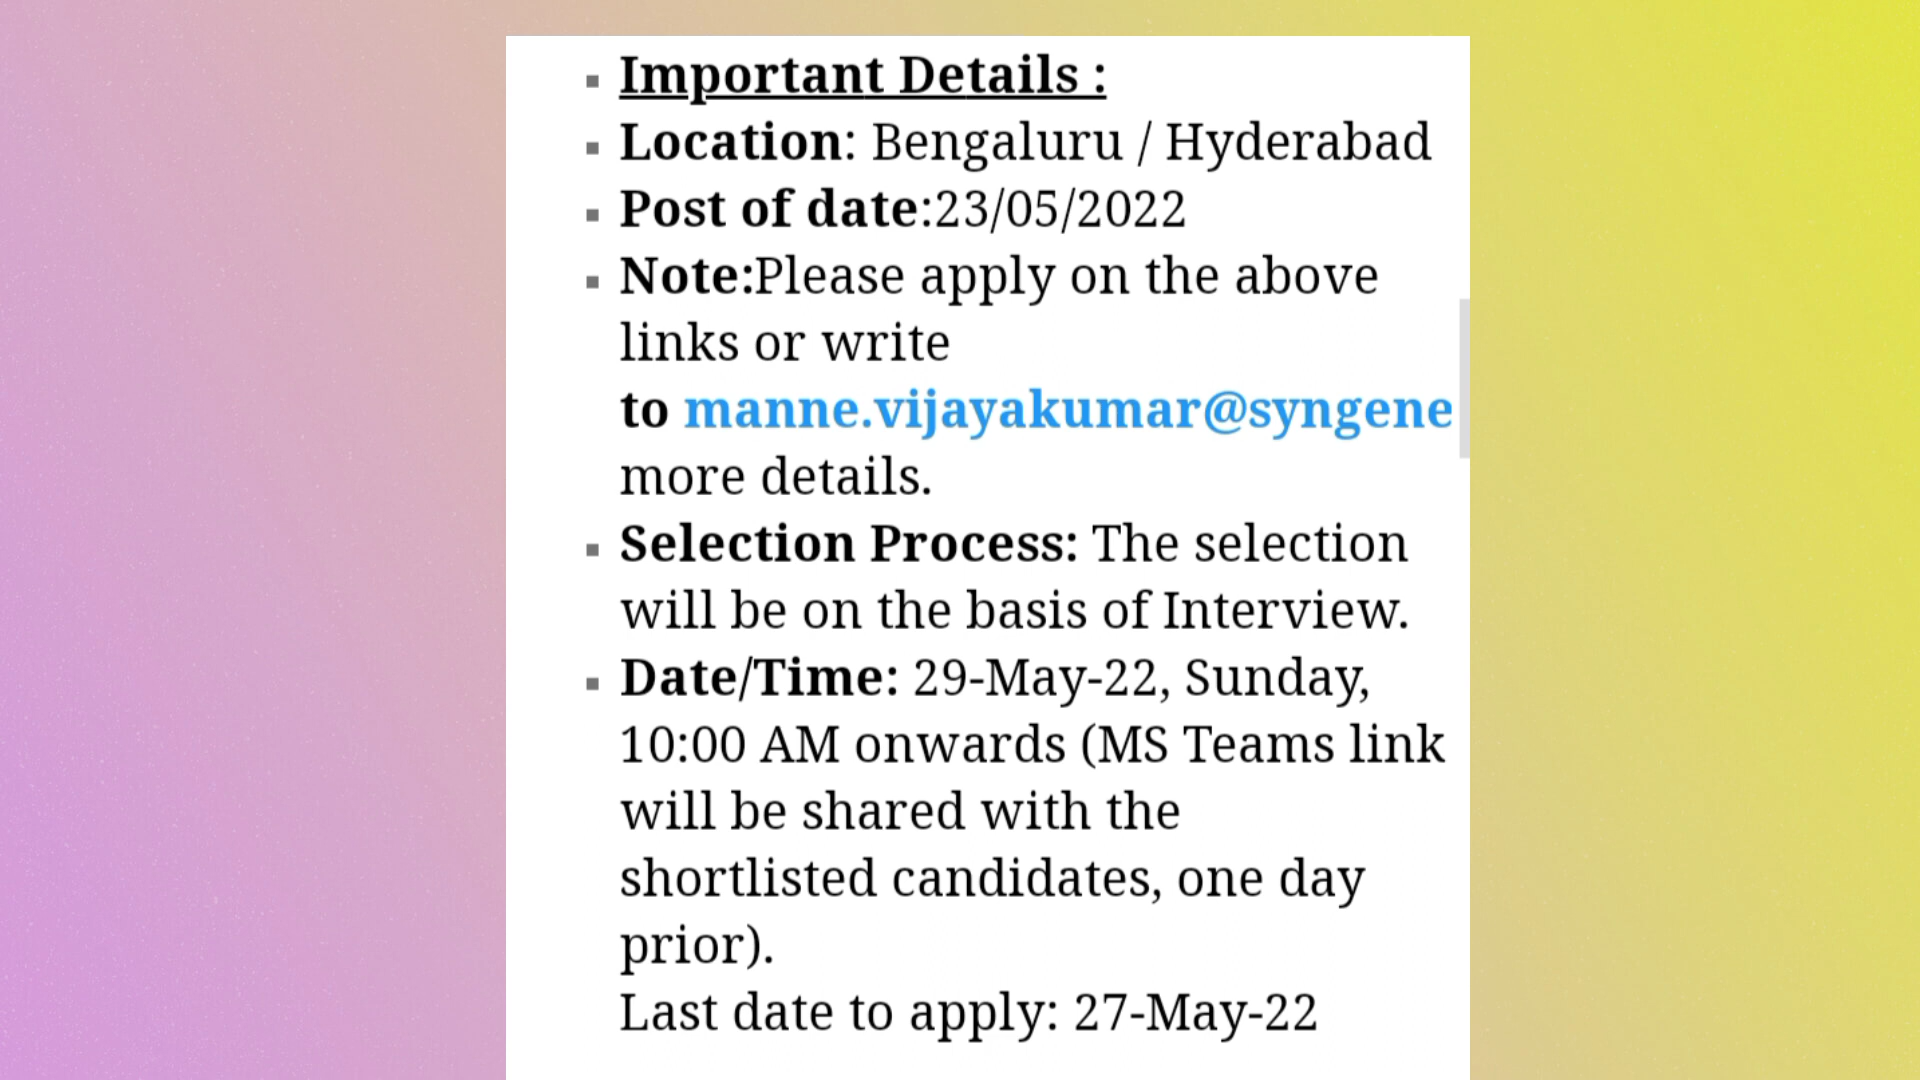 Important Details :
Location: Bengaluru / Hyderabad
Post of date:23/05/2022
Note:Please apply on the above
links or write
to manne.vijayakumar@syngene
more details.
Selection Process: The selection
will be on the basis of Interview.
Date/Time: 29-May-22, Sunday,
10:00 AM onwards (MS Teams link
will be shared with the
shortlisted candidates, one day
prior).
Last date to apply: 27-May-22